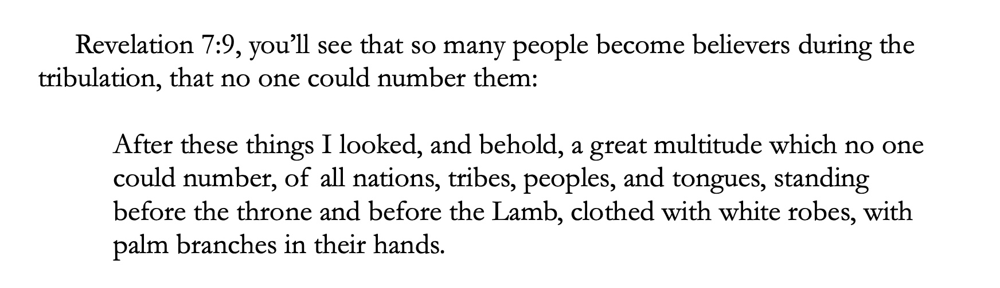 Revelation 7:9, you’ll see that so many people become believers during the
tribulation, that no one could number them:
After these things I looked, and behold, a great multitude which no one
could number, of all nations, tribes, peoples, and tongues, standing
before the throne and before the Lamb, clothed with white robes, with
palm branches in their hands.